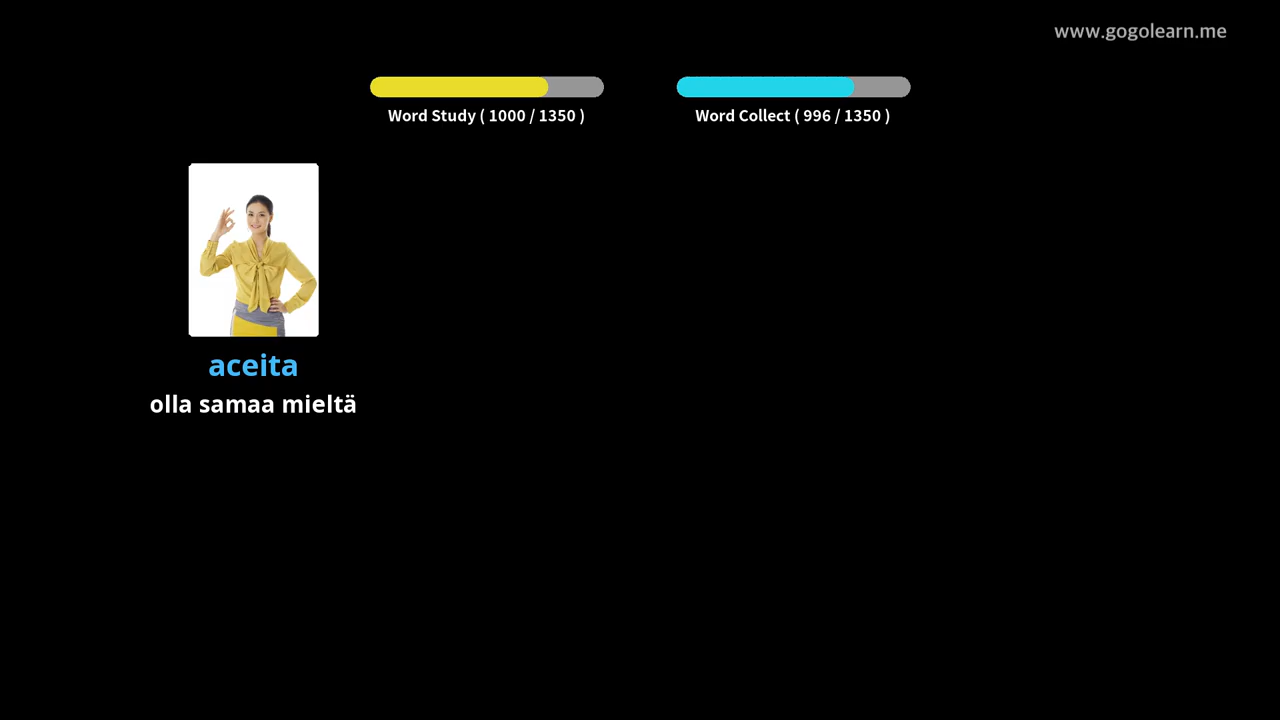 www.gogolearn.me
Word Study ( 1000 / 1350 )
Word Collect ( 996 / 1350 )
aceita
olla samaa mieltä